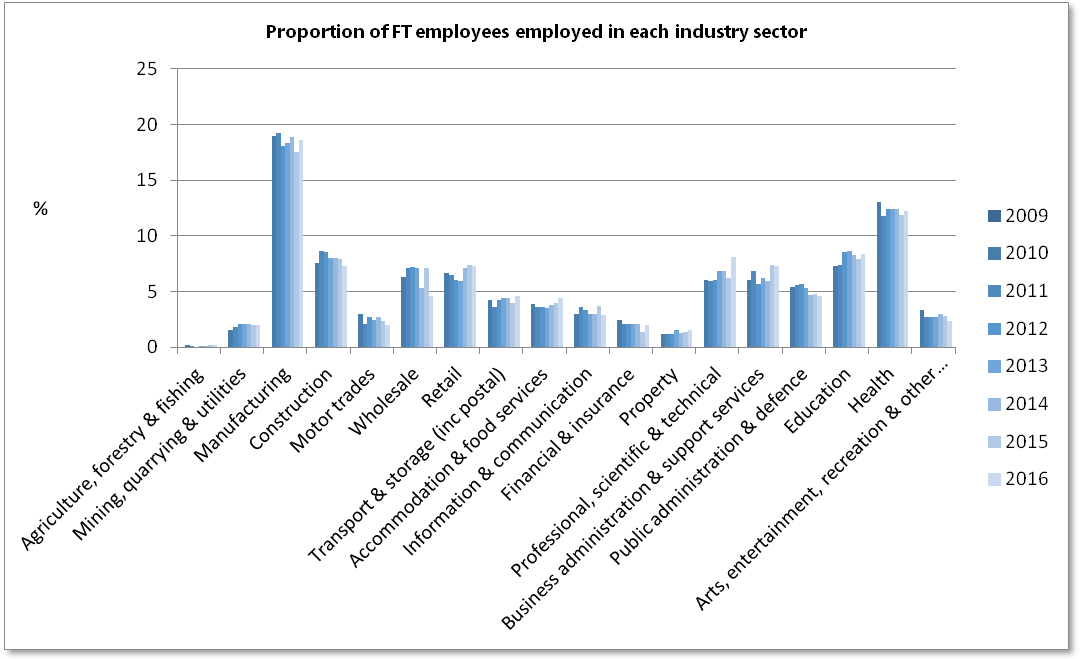 Proportion of FT employees employed in each industry sector
25
20
15
10
5
0
%
Agriculture, forestry & fishing
Mining, quarrying & utilities
Manufacturing
Construction
Motor trades
Wholesale
Retail
Transport & storage (inc postal)
Accommodation & food services
Information & communication
Financial & insurance
Property
Professional, scientific & technical
Business administration & support services
Public administration & defence
Education
Health
Arts, entertainment, recreation & other...
2009
2010
2011
2012
2013
2014
2015
2016